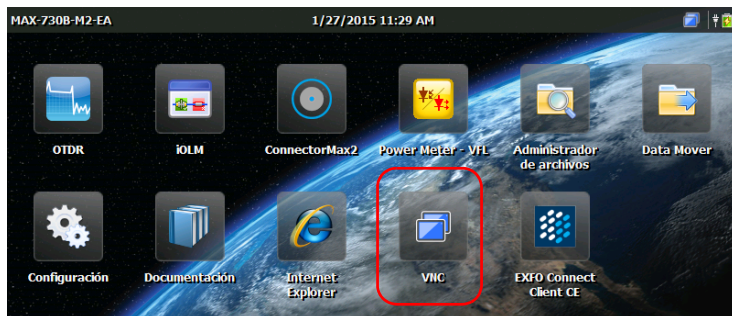 MAX-730B-M2-EA 1/27/2015 11:29 AM
OTDR iOLM ConnectorMax2 Power Meter - VFL Administrador de archivos Data Mover
Configuración Documentación Internet Explorer VNC EXFO Connect Client CE